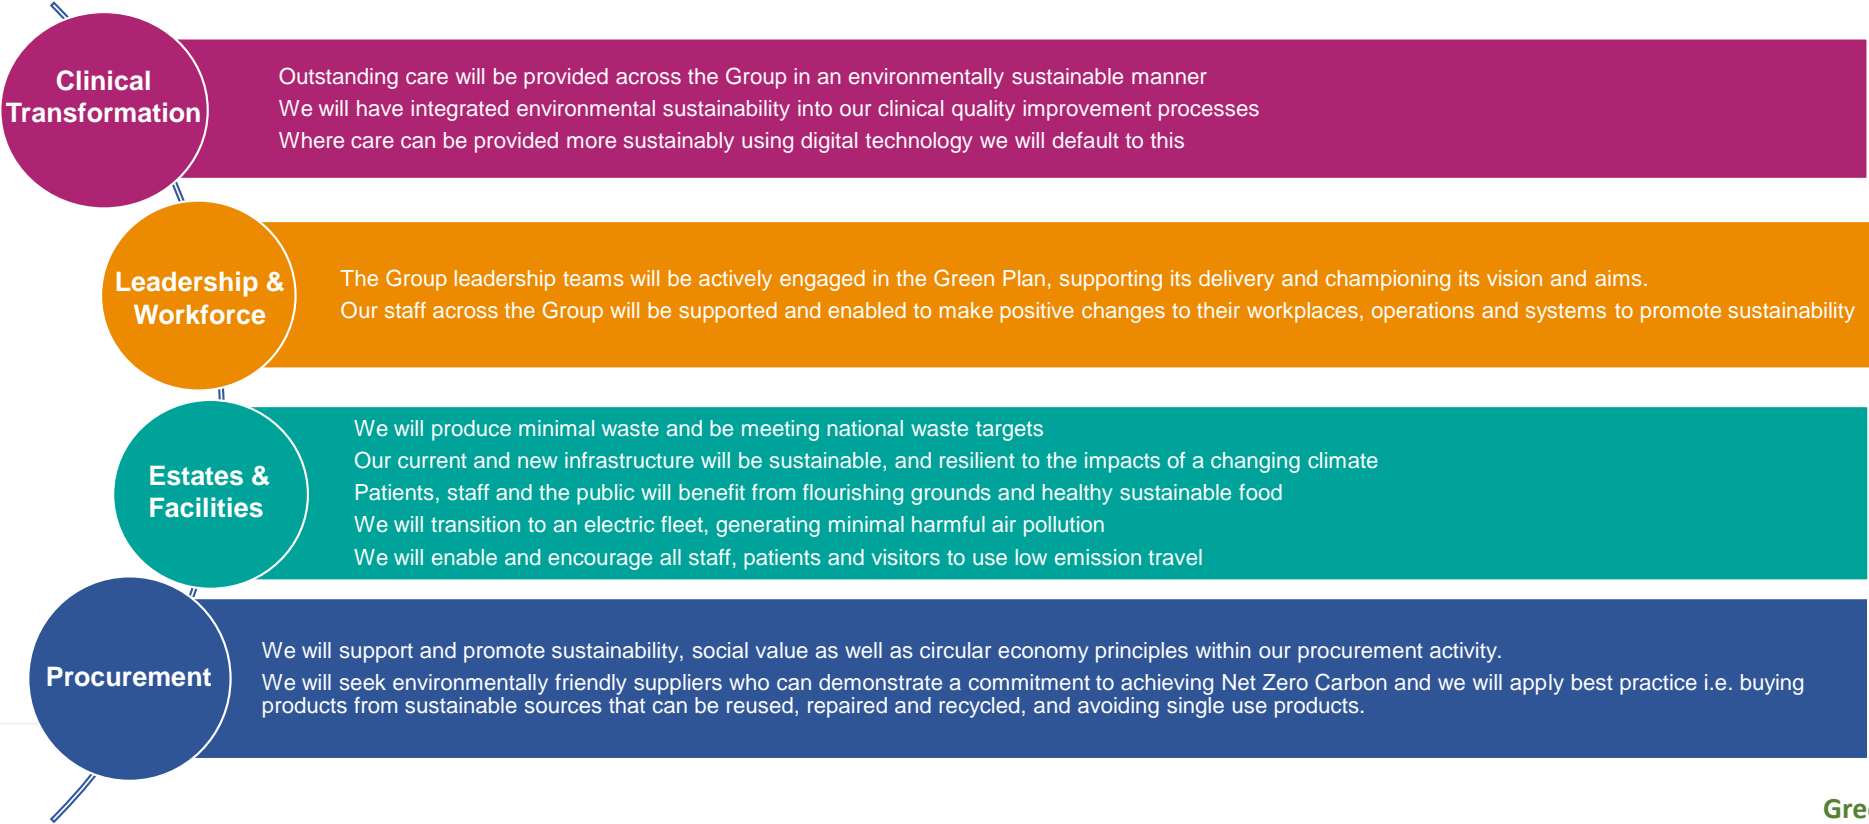 Clinical
Transformation
Outstanding care will be provided across the Group in an environmentally sustainable manner
We will have integrated environmental sustainability into our clinical quality improvement processes
Where care can be provided more sustainably using digital technology we will default to this
Leadership &
Workforce
The Group leadership teams will be actively engaged in the Green Plan, supporting its delivery and championing its vision and aims.
Our staff across the Group will be supported and enabled to make positive changes to their workplaces, operations and systems to promote sustainability
Estates &
Facilities
We will produce minimal waste and be meeting national waste targets
Our current and new infrastructure will be sustainable, and resilient to the impacts of a changing climate
Patients, staff and the public will benefit from flourishing grounds and healthy sustainable food
We will transition to an electric fleet, generating minimal harmful air pollution
We will enable and encourage all staff, patients and visitors to use low emission travel
Procurement
We will support and promote sustainability, social value as well as circular economy principles within our procurement activity.
We will seek environmentally friendly suppliers who can demonstrate a commitment to achieving Net Zero Carbon and we will apply best practice i.e. buying
products from sustainable sources that can be reused, repaired and recycled, and avoiding single use products.